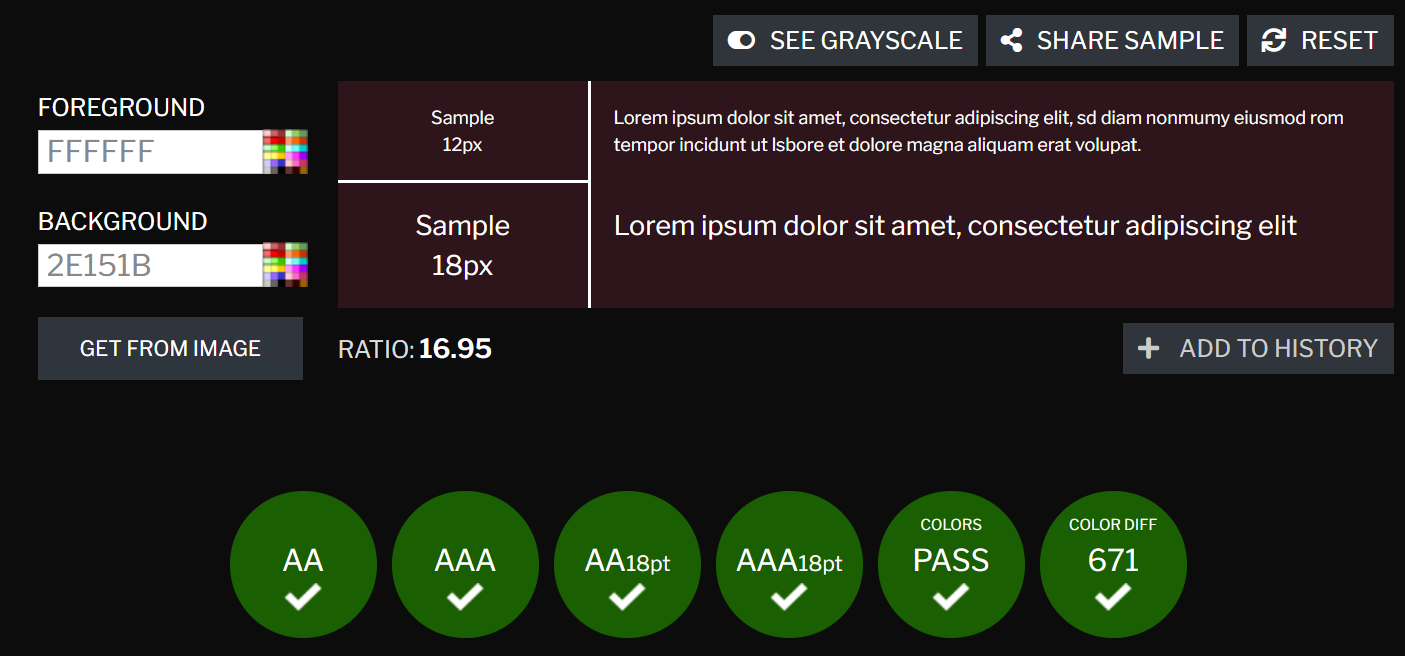 SEE GRAYSCALE
SHARE SAMPLE
RESET
FOREGROUND
FFFFFF
BACKGROUND
2E151B
GET FROM IMAGE
Sample
12px
Lorem ipsum dolor sit amet, consectetur adipiscing elit, sd diam nonmumy eiusmod rom
tempor incidunt ut lsbore et dolore magna aliquam erat volupat.
Sample
18px
Lorem ipsum dolor sit amet, consectetur adipiscing elit
RATIO: 16.95
ADD TO HISTORY
AA
AAA
AA18pt
AAA18pt
COLORS
PASS
COLOR DIFF
671